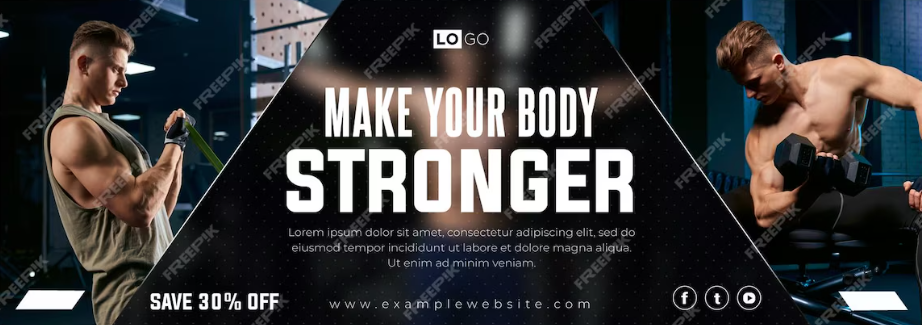 LOGO
MAKE YOUR BODY
STRONGER
Lorem ipsum dolor sit amet, consectetur adipiscing elit, sed do
eiusmod tempor incididunt ut labore et dolore magna aliqua.
Ut enim ad minim veniam.
SAVE 30% OFF
www.examplewebsite.com
FREEPIK